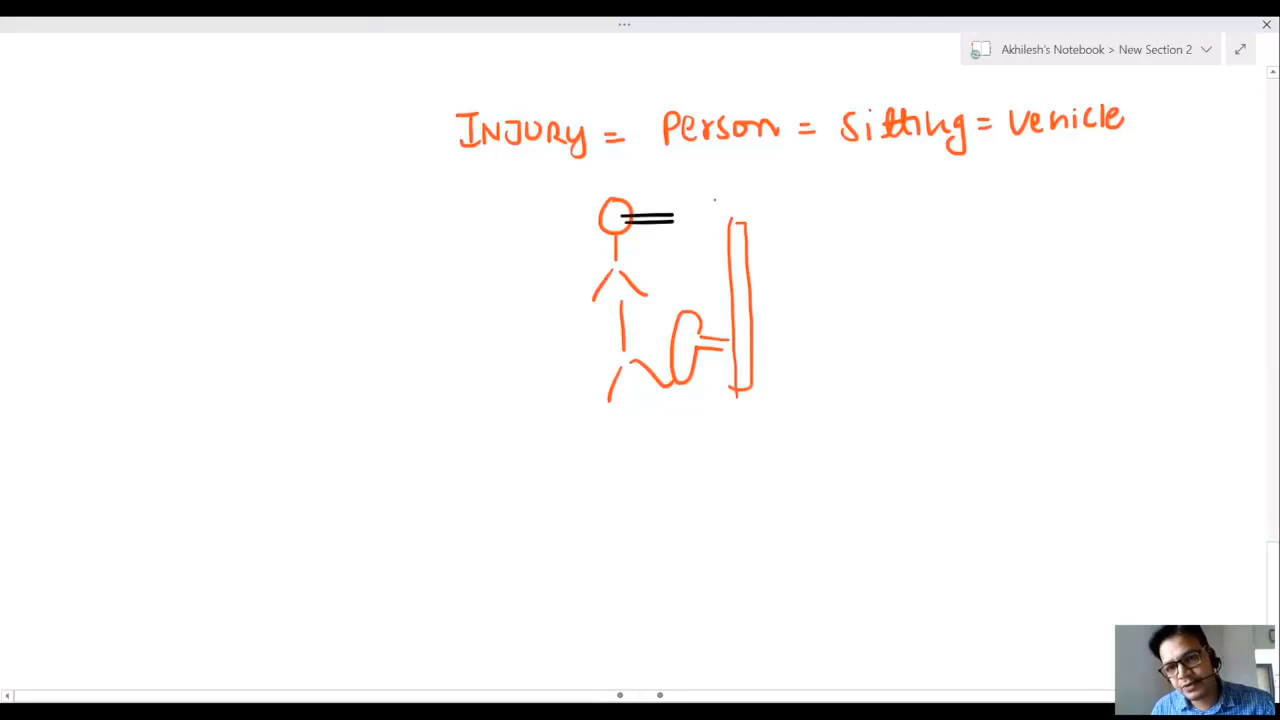 Akhilesh's Notebook > New Section 2
INJURY = Person = Sitting = Vehicle